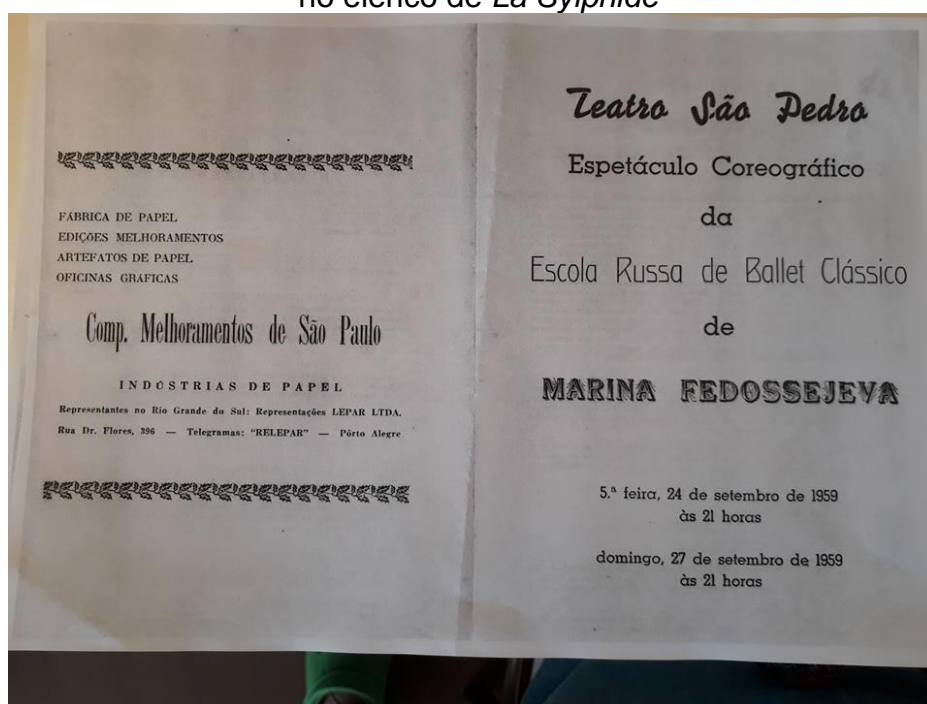 no elenco de La Sylphide
FÁBRICA DE PAPEL
EDIÇÕES MELHORAMENTOS
ARTEFATOS DE PAPEL
OFICINAS GRÁFICAS
Comp. Melhoramentos de São Paulo
INDÚSTRIAS DE PAPEL
Representantes no Rio Grande do Sul: Representações LEPAR LTDA.
Rua Dr. Flores, 396 — Telegramas: "RELEPAR" — Pôrto Alegre
Teatro São Pedro
Espetáculo Coreográfico
da
Escola Russa de Ballet Clássico
de
MARINA FEDOSSEJEVA
5.ª feira, 24 de setembro de 1959
às 21 horas
domingo, 27 de setembro de 1959
às 21 horas